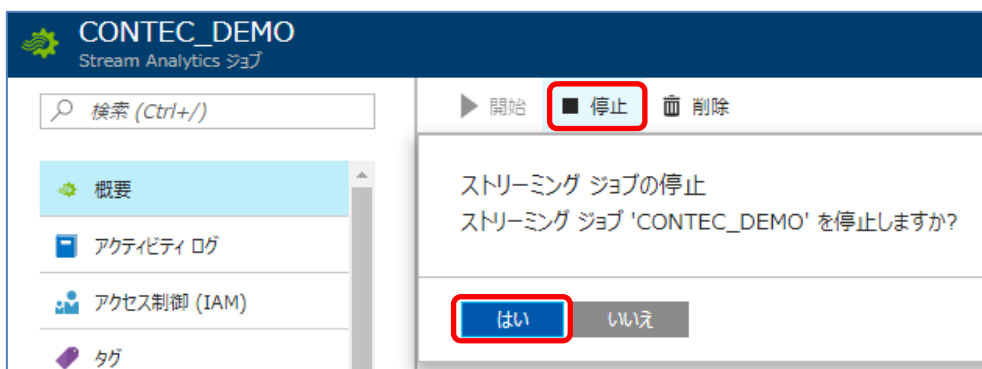 CONTEC_DEMO
Stream Analytics ジョブ
検索 (Ctrl+/)
開始 停止 削除
概要
アクティビティ ログ
アクセス制御 (IAM)
タグ
ストリーミング ジョブの停止
ストリーミング ジョブ 'CONTEC_DEMO' を停止しますか?
はい いいえ